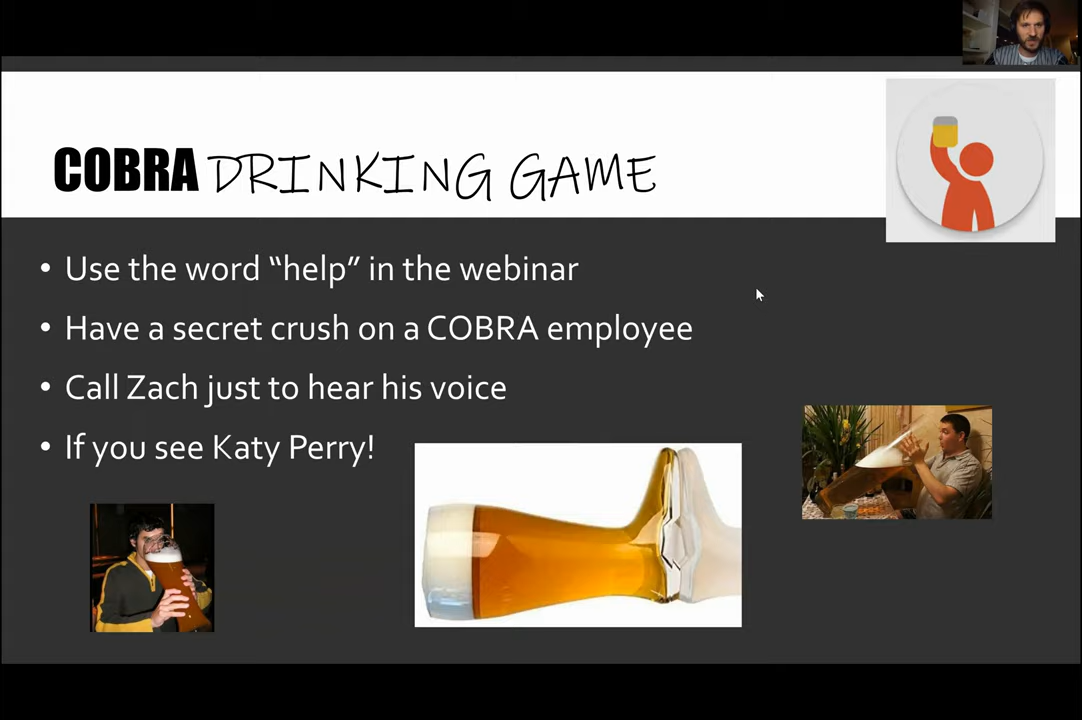 COBRA DRINKING GAME
• Use the word “help” in the webinar
• Have a secret crush on a COBRA employee
• Call Zach just to hear his voice
• If you see Katy Perry!